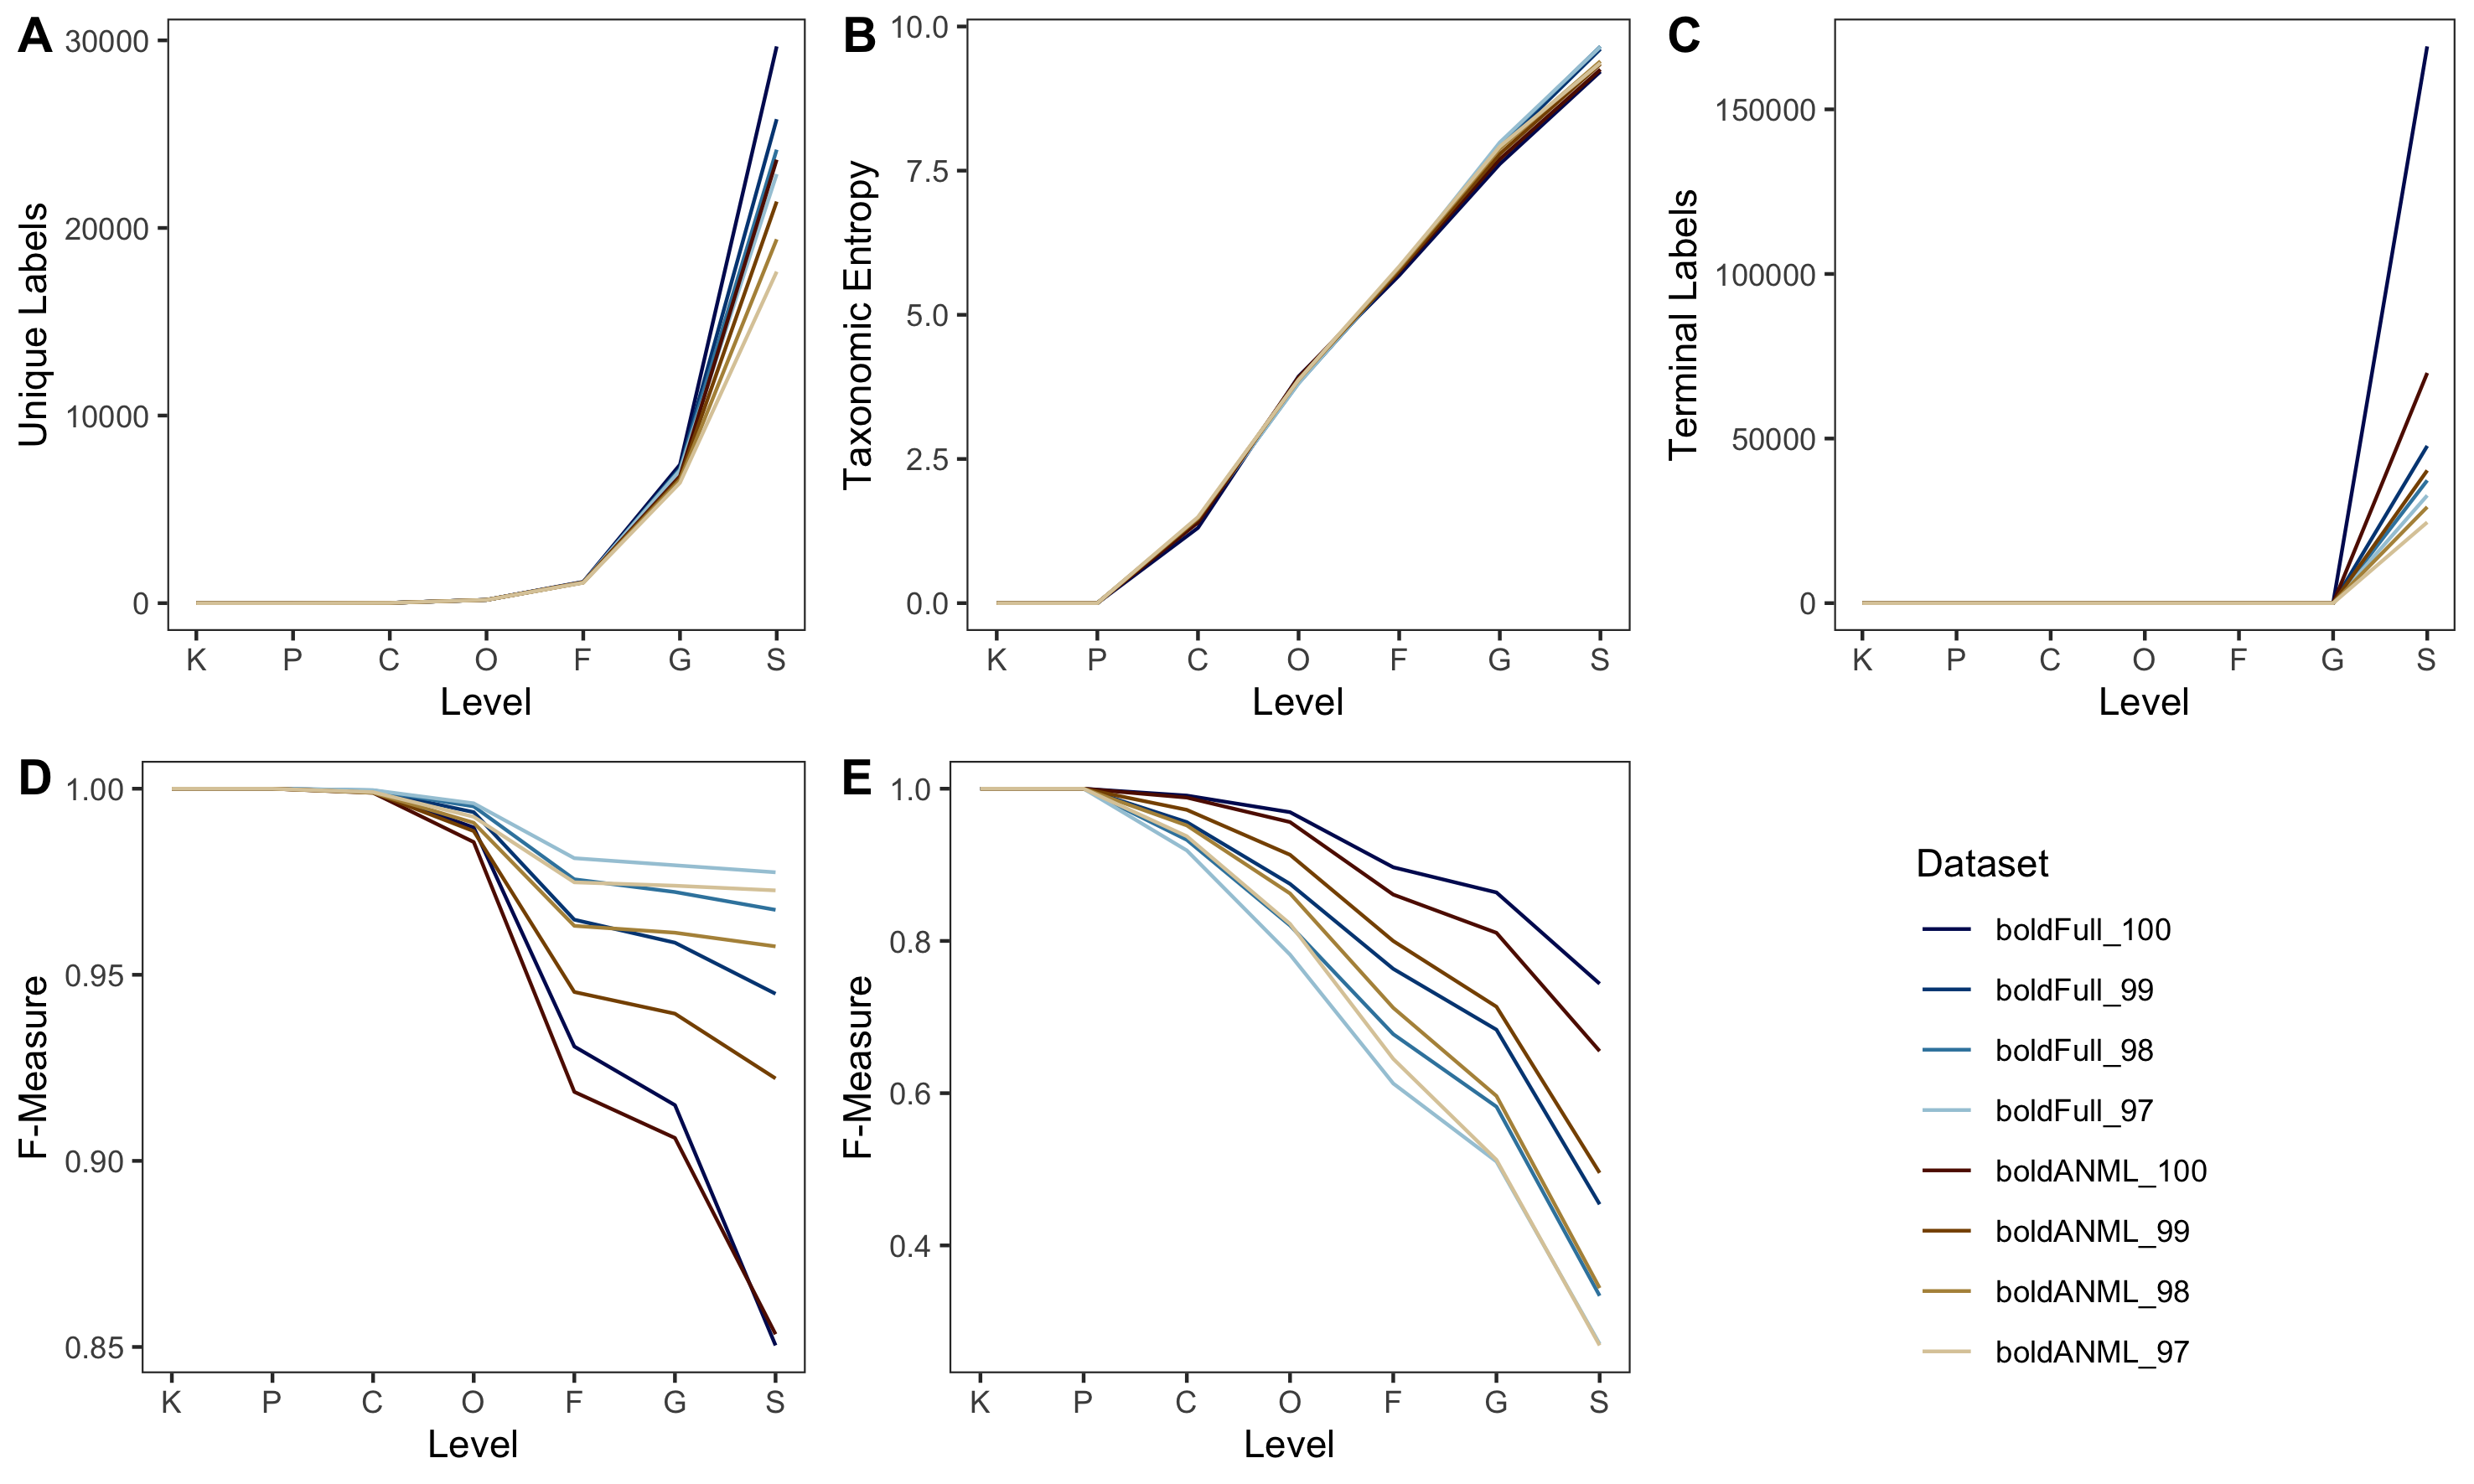 A
30000
20000
10000
0
Unique Labels
K P C O F G S
Level
B
10.0
7.5
5.0
2.5
0.0
Taxonomic Entropy
K P C O F G S
Level
C
150000
100000
50000
0
Terminal Labels
K P C O F G S
Level
D
1.00
0.95
0.90
0.85
F-Measure
K P C O F G S
Level
E
1.0
0.8
0.6
0.4
F-Measure
K P C O F G S
Level
Dataset
boldFull_100
boldFull_99
boldFull_98
boldFull_97
boldANML_100
boldANML_99
boldANML_98
boldANML_97